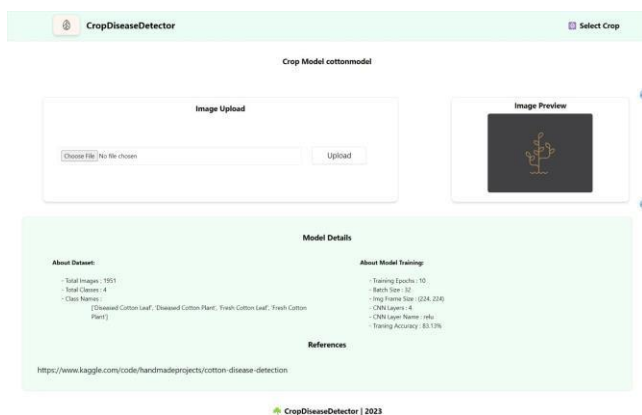 CropDiseaseDetector
Select Crop
Crop Model cottonmodel
Image Upload
Choose File No file chosen
Upload
Image Preview
Model Details
About Dataset:
- Total Images : 1951
- Total Classes : 4
- Class Names :
['Diseased Cotton Leaf', 'Diseased Cotton Plant', 'Fresh Cotton Leaf', 'Fresh Cotton
Plant']
About Model Training:
- Training Epochs : 10
- Batch Size : 32
- Img Frame Size : (224, 224)
- CNN Layers : 4
- CNN Layer Name : relu
- Traning Accuracy : 83.13%
References
https://www.kaggle.com/code/handmadeprojects/cotton-disease-detection
CropDiseaseDetector | 2023